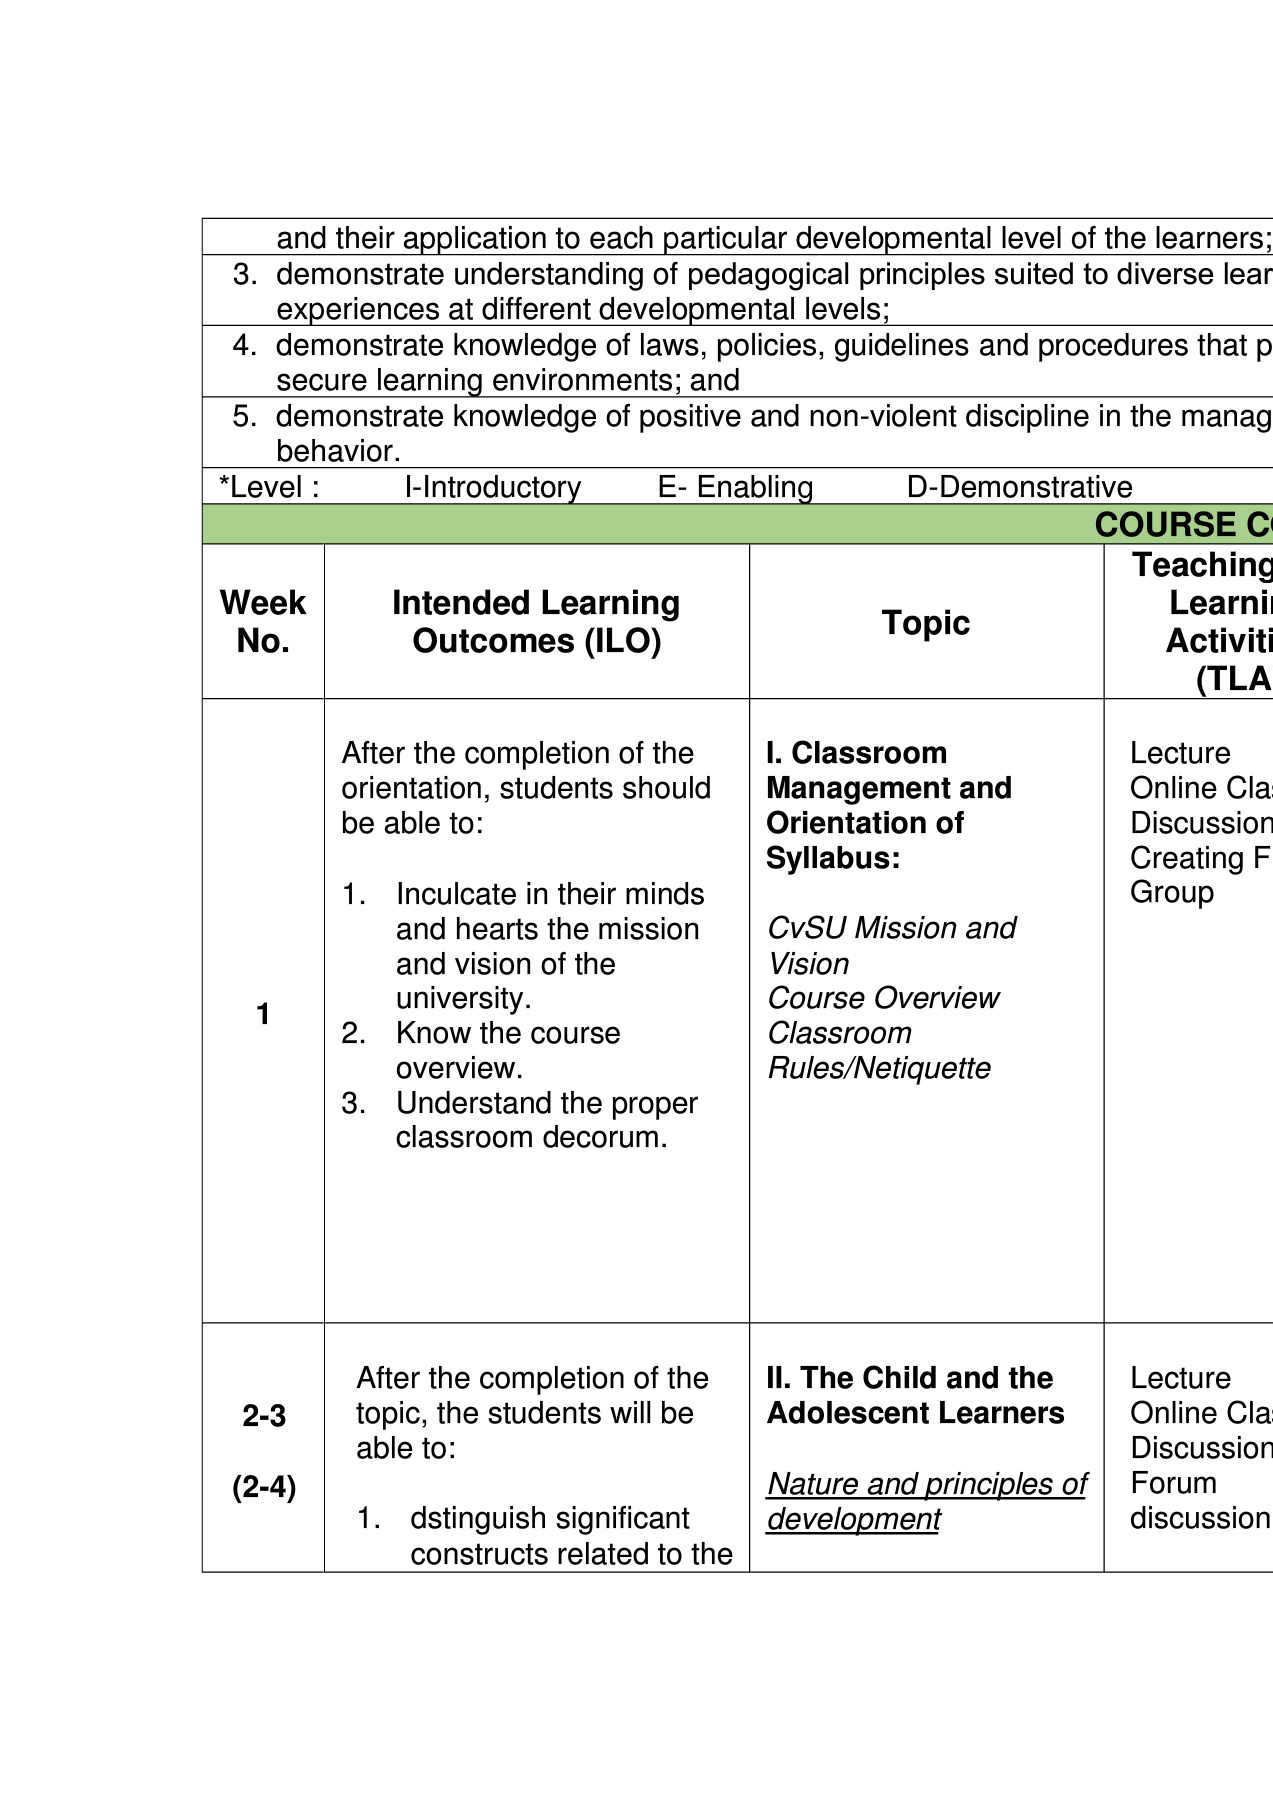 and their application to each particular developmental level of the learners;
3. demonstrate understanding of pedagogical principles suited to diverse lear
experiences at different developmental levels;
4. demonstrate knowledge of laws, policies, guidelines and procedures that p
secure learning environments; and
5. demonstrate knowledge of positive and non-violent discipline in the manag
behavior.
*Level : I-Introductory E- Enabling D-Demonstrative
COURSE CO
Week
No.
Intended Learning
Outcomes (ILO)
Topic
Teaching
Learni
Activiti
(TLA
1
After the completion of the
orientation, students should
be able to:
1. Inculcate in their minds
and hearts the mission
and vision of the
university.
2. Know the course
overview.
3. Understand the proper
classroom decorum.
I. Classroom
Management and
Orientation of
Syllabus:
CvSU Mission and
Vision
Course Overview
Classroom
Rules/Netiquette
Lecture
Online Clas
Discussion
Creating F
Group
2-3
(2-4)
After the completion of the
topic, the students will be
able to:
1. dstinguish significant
constructs related to the
II. The Child and the
Adolescent Learners
Nature and principles of
development
Lecture
Online Clas
Discussion
Forum
discussion